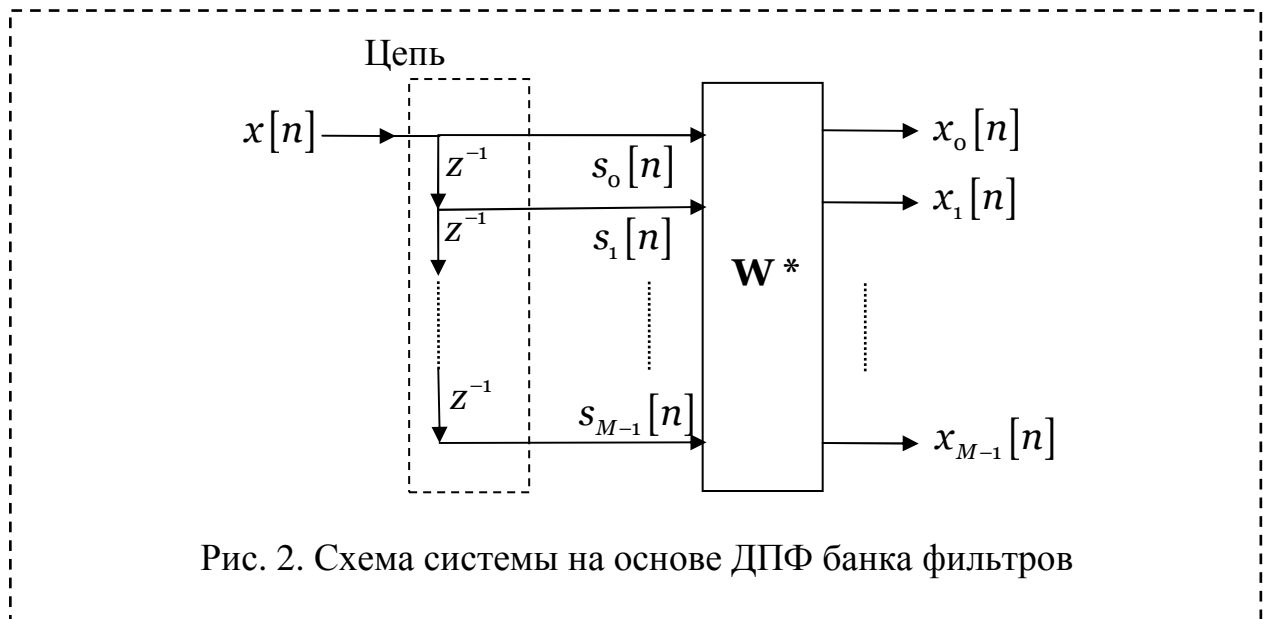 Цепь
x[n]
x₀[n]
z⁻¹
s₀[n]
x₁[n]
z⁻¹
s₁[n]
W*
z⁻¹
s_{M−1}[n]
x_{M−1}[n]
Рис. 2. Схема системы на основе ДПФ банка фильтров